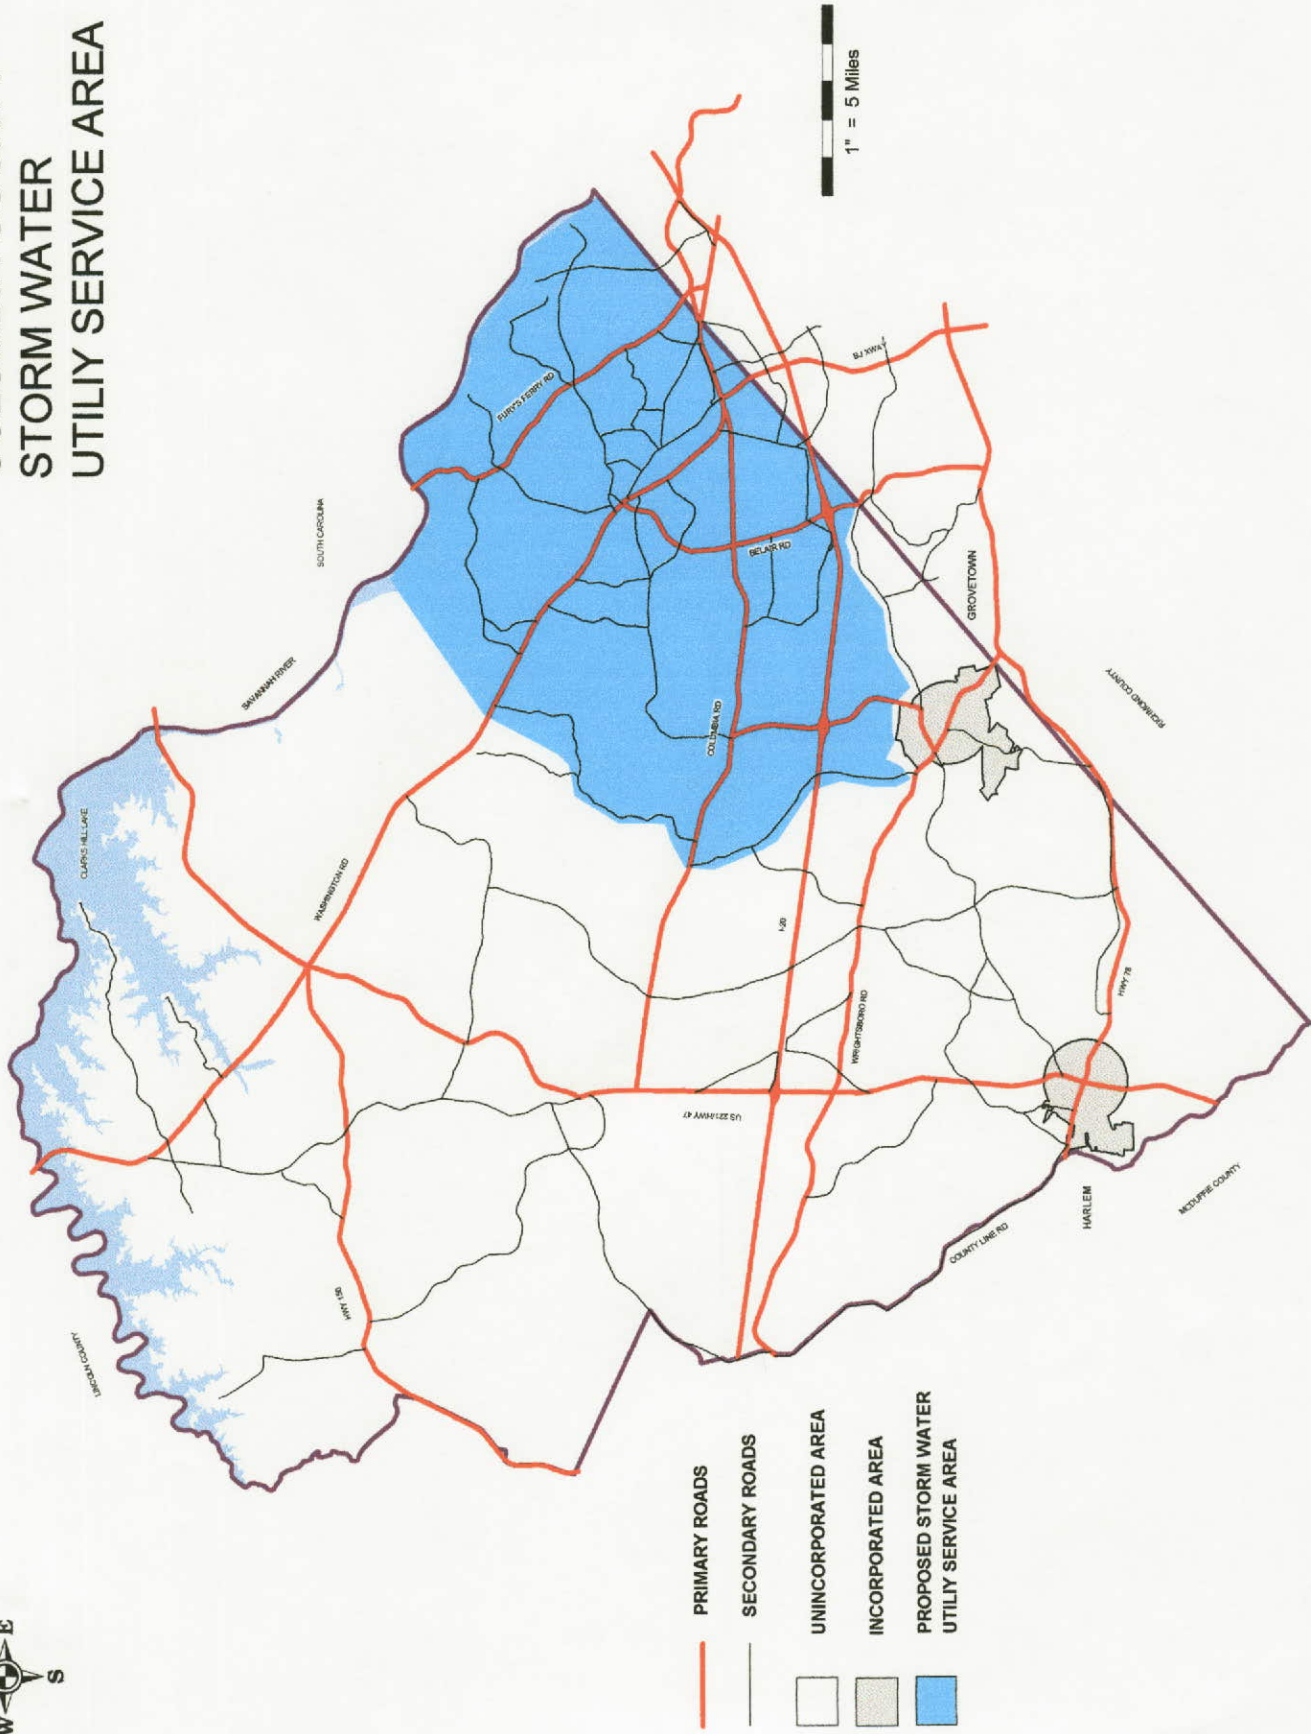 STORM WATER
UTILIY SERVICE AREA
W
E
S
SOUTH CAROLINA
SAVANNAH RIVER
CLARKS HILL LAKE
LINCOLN COUNTY
WASHINGTON RD
HWY 150
FURY'S FERRY RD
BELAIR RD
COLUMBIA RD
BJ XWAY
I-20
US 221/HWY 47
WRIGHTSBORO RD
GROVETOWN
HWY 78
RICHMOND COUNTY
HARLEM
COUNTY LINE RD
MCDUFFIE COUNTY
1" = 5 Miles
PRIMARY ROADS
SECONDARY ROADS
UNINCORPORATED AREA
INCORPORATED AREA
PROPOSED STORM WATER
UTILIY SERVICE AREA